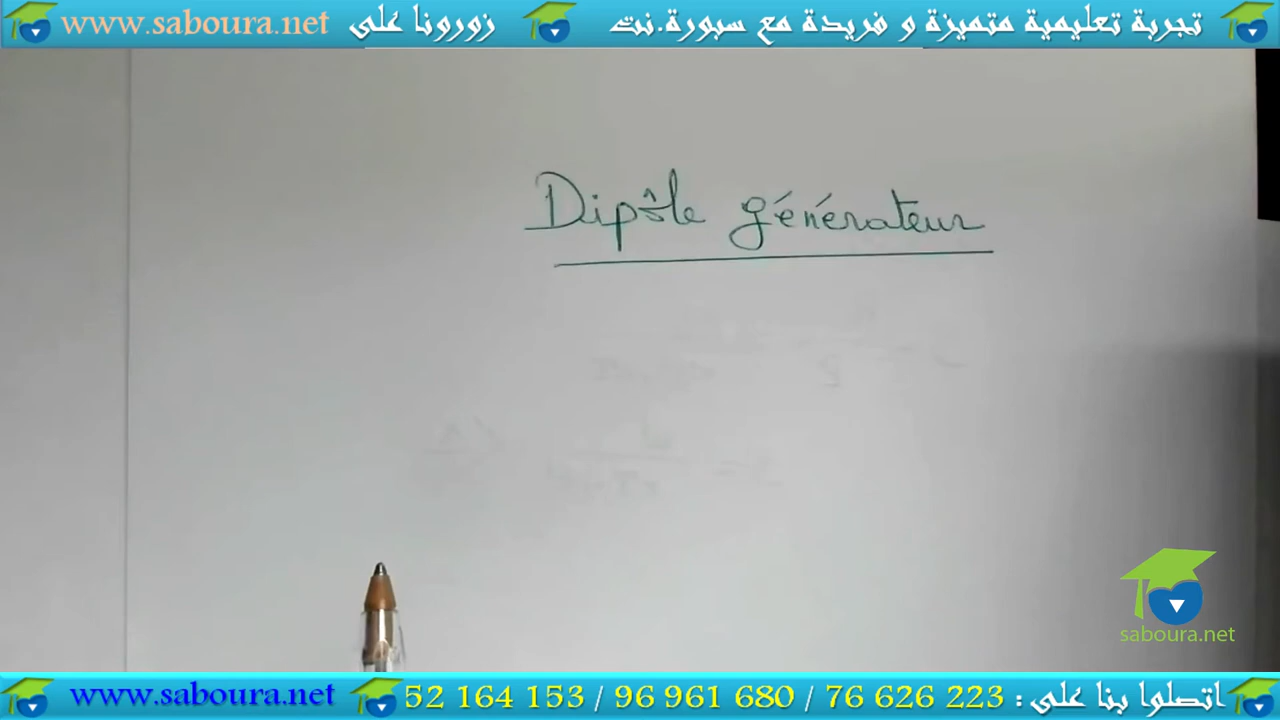 تجربة تعليمية متميزة و فريدة مع سبورة.نت زورونا على www.saboura.net
Dipôle générateur
saboura.net
اتصلوا بنا على : 52 164 153 / 96 961 680 / 76 626 223 www.saboura.net